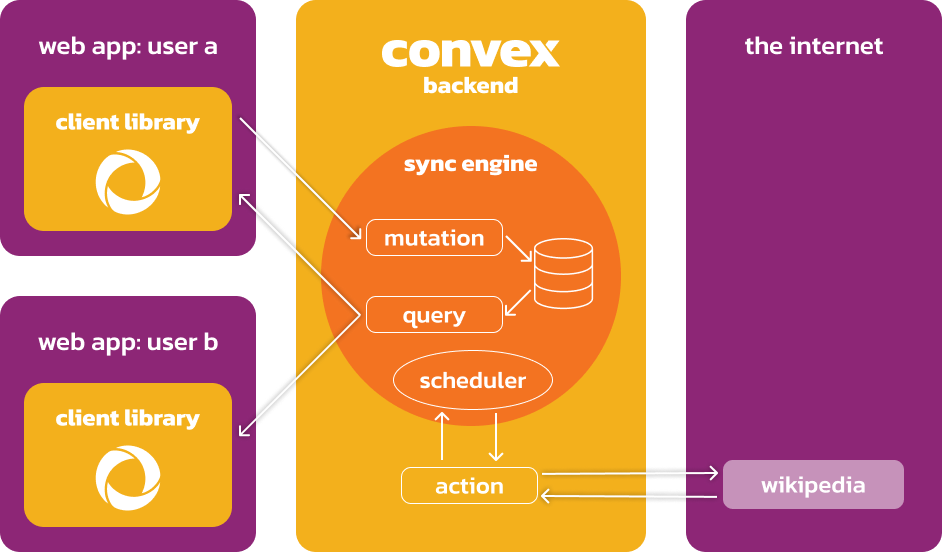 web app: user a
client library
web app: user b
client library
convex
backend
sync engine
mutation
query
scheduler
action
the internet
wikipedia